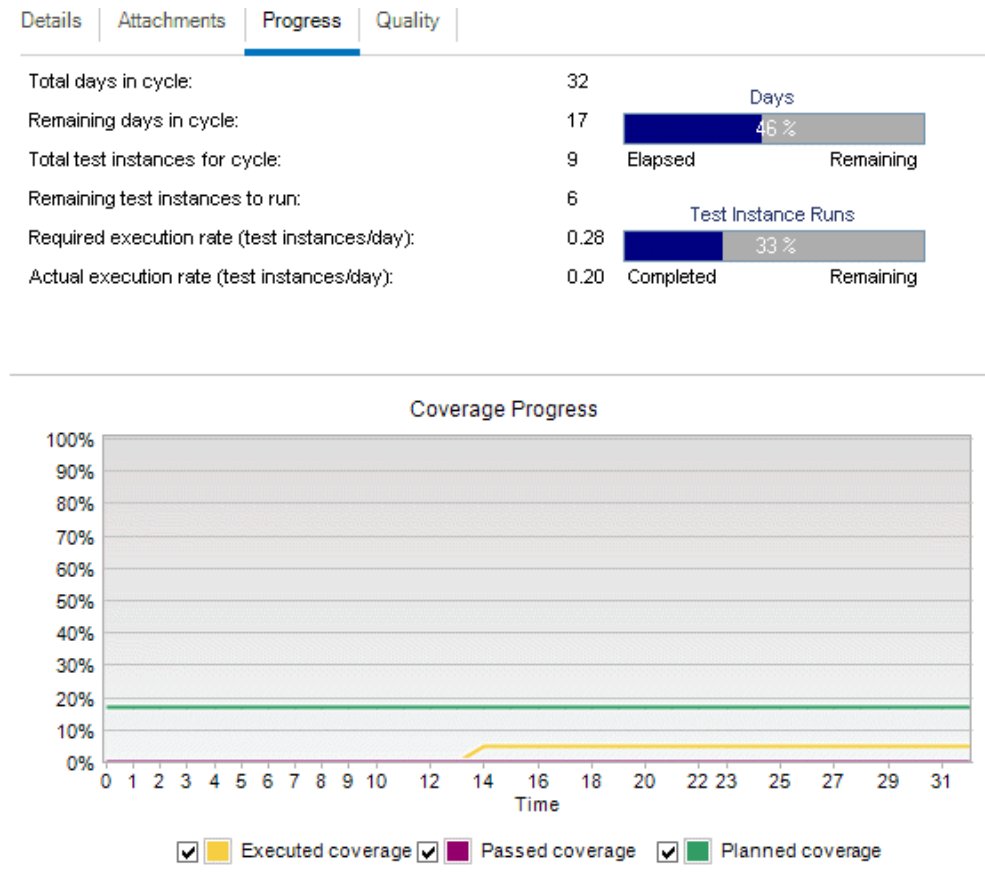 Details Attachments Progress Quality
Total days in cycle: 32
Days
Remaining days in cycle: 17
46 %
Total test instances for cycle: 9 Elapsed Remaining
Remaining test instances to run: 6
Test Instance Runs
Required execution rate (test instances/day): 0.28
33 %
Actual execution rate (test instances/day): 0.20 Completed Remaining
Coverage Progress
100%
90%
80%
70%
60%
50%
40%
30%
20%
10%
0%
0 1 2 3 4 5 6 7 8 9 10 12 14 16 18 20 22 23 25 27 29 31
Time
Executed coverage Passed coverage Planned coverage